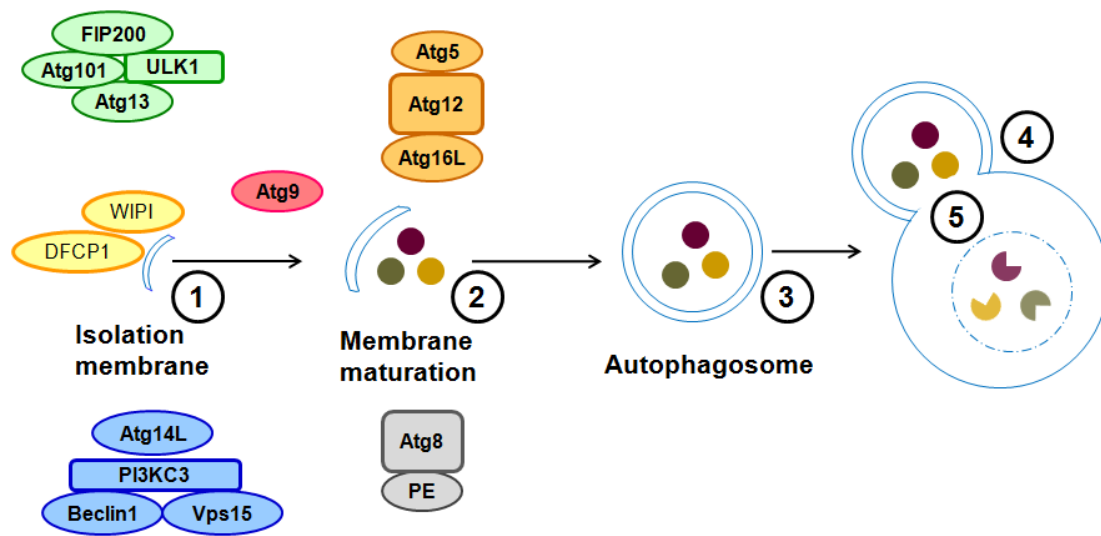 FIP200
Atg101
ULK1
Atg13
WIPI
DFCP1
Atg9
1
Isolation
membrane
Atg14L
PI3KC3
Beclin1
Vps15
Atg5
Atg12
Atg16L
2
Membrane
maturation
Atg8
PE
3
Autophagosome
4
5